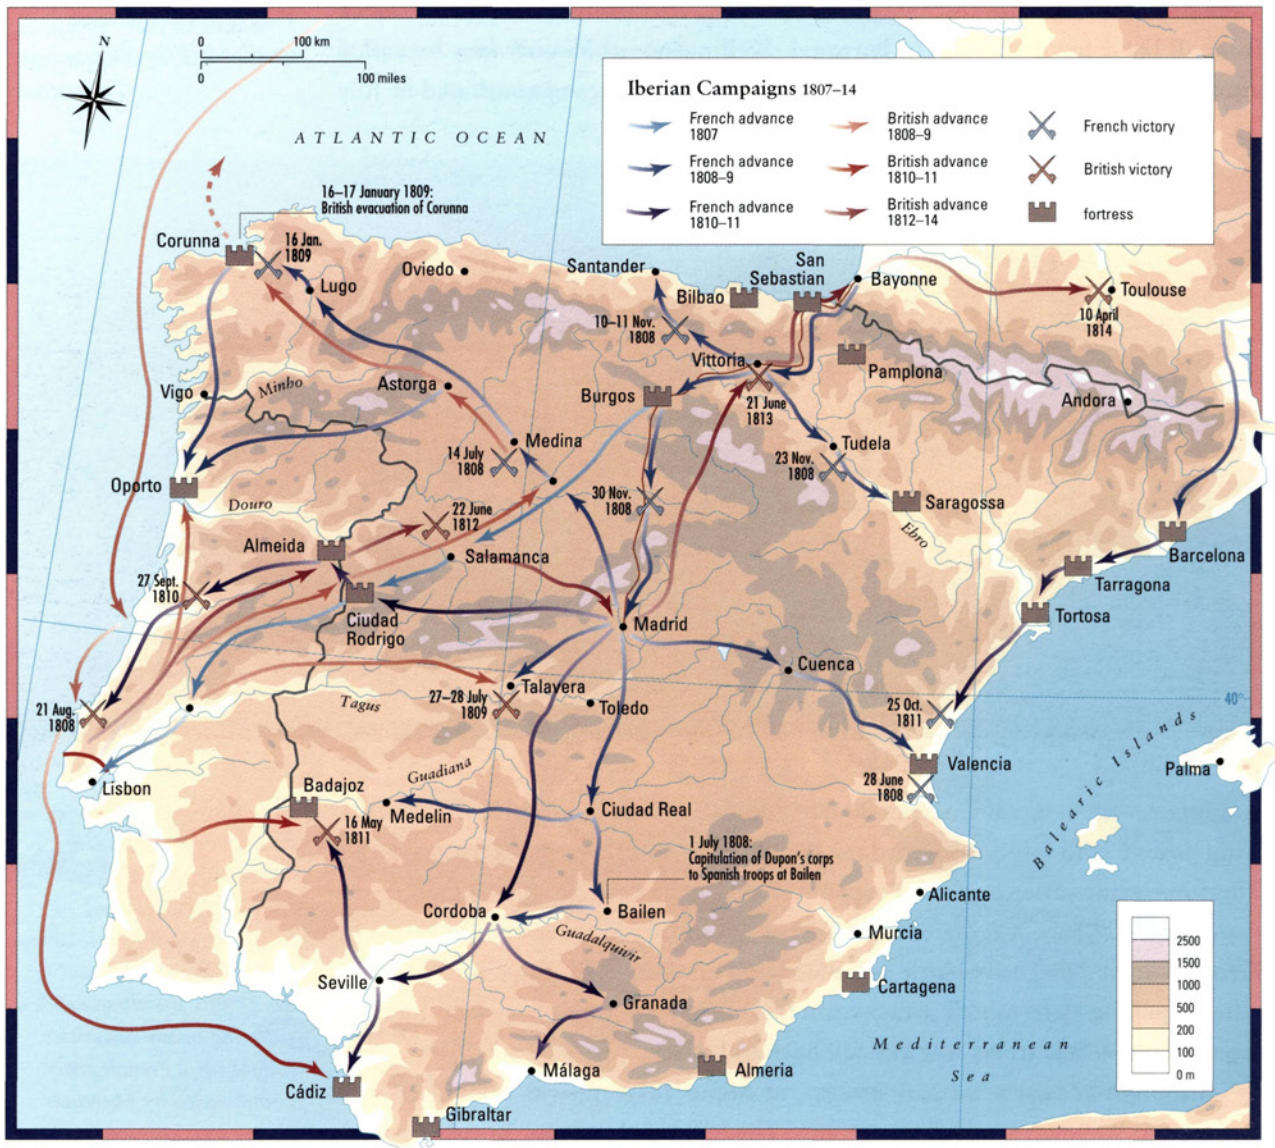 N
0 100 km
0 100 miles
Iberian Campaigns 1807–14
French advance
1807
French advance
1808–9
French advance
1810–11
British advance
1808–9
British advance
1810–11
British advance
1812–14
French victory
British victory
fortress
ATLANTIC OCEAN
16–17 January 1809:
British evacuation of Corunna
Corunna
16 Jan.
1809
Lugo
Oviedo
Santander
Bilbao
San
Sebastian
Bayonne
Toulouse
10 April
1814
10–11 Nov.
1808
Vittoria
Pamplona
Andora
Vigo
Minho
Astorga
Burgos
21 June
1813
Tudela
23 Nov.
1808
Medina
14 July
1808
Oporto
Douro
22 June
1812
30 Nov.
1808
Saragossa
Ebro
Almeida
Salamanca
Barcelona
Tarragona
Tortosa
27 Sept.
1810
Ciudad
Rodrigo
Madrid
Cuenca
21 Aug.
1808
Tagus
27–28 July
1809
Talavera
Toledo
25 Oct.
1811
40°
Lisbon
Valencia
28 June
1808
Balearic Islands
Palma
Badajoz
Guadiana
Medelin
16 May
1811
Ciudad Real
1 July 1808:
Capitulation of Dupon's corps
to Spanish troops at Bailen
Alicante
Cordoba
Bailen
Guadalquivir
Murcia
Seville
Granada
Cartagena
Mediterranean
Sea
Cádiz
Málaga
Almeria
Gibraltar
2500
1500
1000
500
200
100
0 m